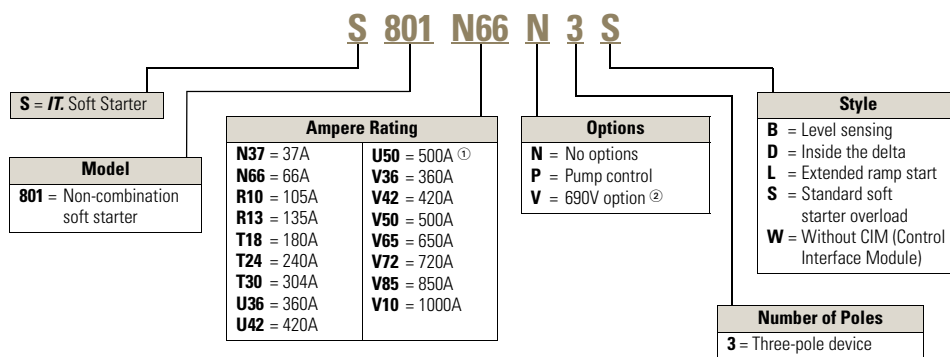 S 801 N66 N 3 S
S = IT. Soft Starter
Model
801 = Non-combination
soft starter
Ampere Rating
N37 = 37A
N66 = 66A
R10 = 105A
R13 = 135A
T18 = 180A
T24 = 240A
T30 = 304A
U36 = 360A
U42 = 420A
U50 = 500A ①
V36 = 360A
V42 = 420A
V50 = 500A
V65 = 650A
V72 = 720A
V85 = 850A
V10 = 1000A
Options
N = No options
P = Pump control
V = 690V option ②
Style
B = Level sensing
D = Inside the delta
L = Extended ramp start
S = Standard soft
starter overload
W = Without CIM (Control
Interface Module)
Number of Poles
3 = Three-pole device